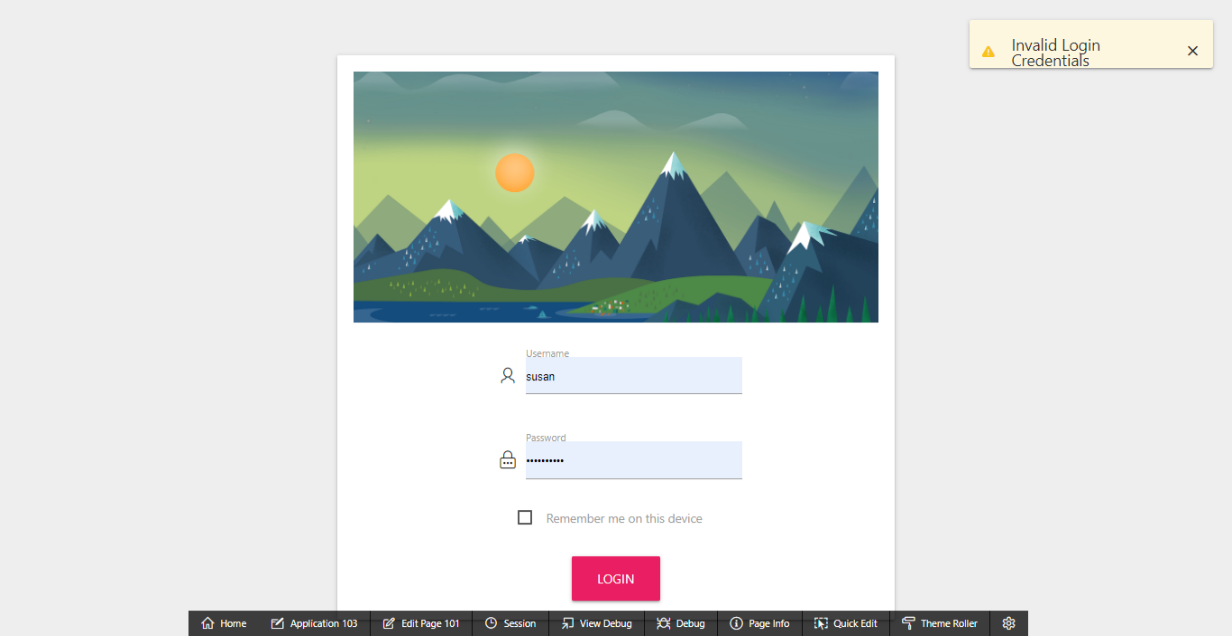 Invalid Login
Credentials
Username
susan
Password
••••••••••
Remember me on this device
LOGIN
Home Application 103 Edit Page 101 Session View Debug Debug Page Info Quick Edit Theme Roller